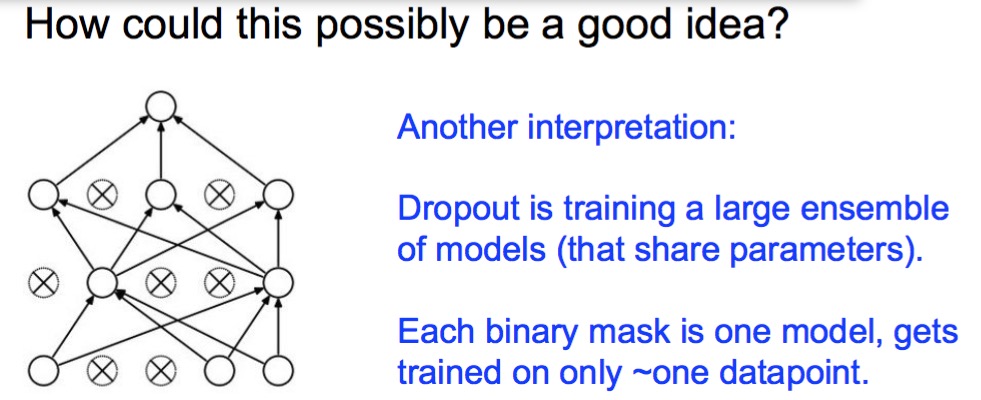 How could this possibly be a good idea?
Another interpretation:
Dropout is training a large ensemble
of models (that share parameters).
Each binary mask is one model, gets
trained on only ~one datapoint.